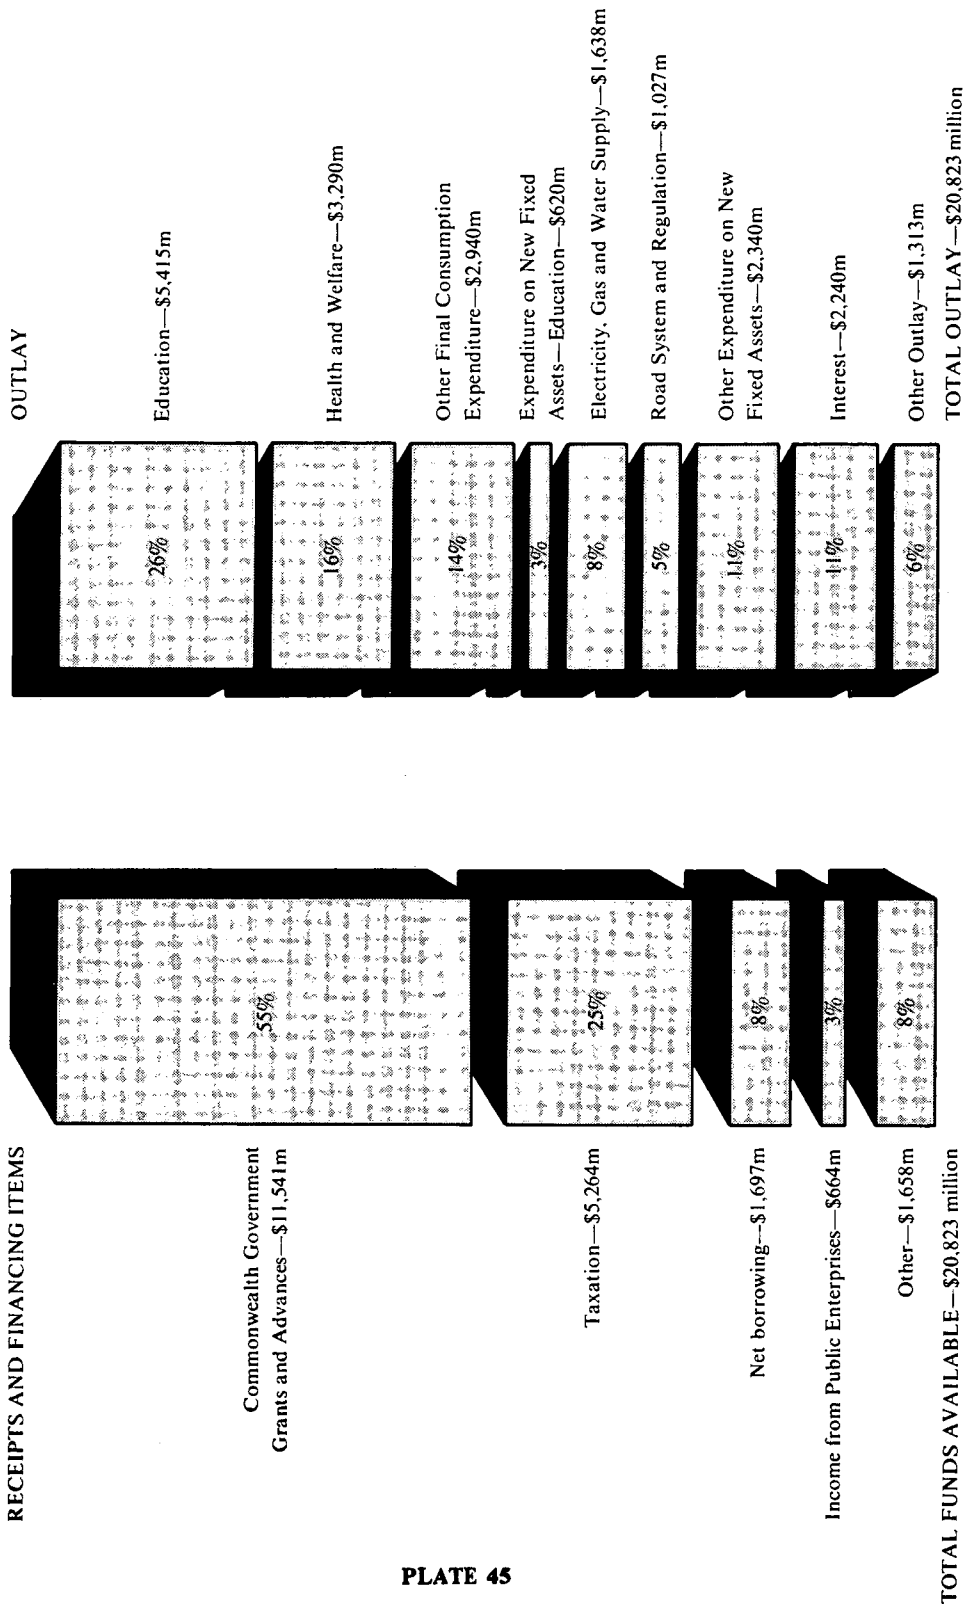 RECEIPTS AND FINANCING ITEMS
Commonwealth Government
Grants and Advances—$11,541m
55%
Taxation—$5,264m
25%
Net borrowing—$1,697m
8%
Income from Public Enterprises—$664m
3%
Other—$1,658m
8%
TOTAL FUNDS AVAILABLE—$20,823 million
OUTLAY
26%
Education—$5,415m
16%
Health and Welfare—$3,290m
14%
Other Final Consumption
Expenditure—$2,940m
3%
Expenditure on New Fixed
Assets—Education—$620m
8%
Electricity, Gas and Water Supply—$1,638m
5%
Road System and Regulation—$1,027m
11%
Other Expenditure on New
Fixed Assets—$2,340m
11%
Interest—$2,240m
6%
Other Outlay—$1,313m
TOTAL OUTLAY—$20,823 million
PLATE 45